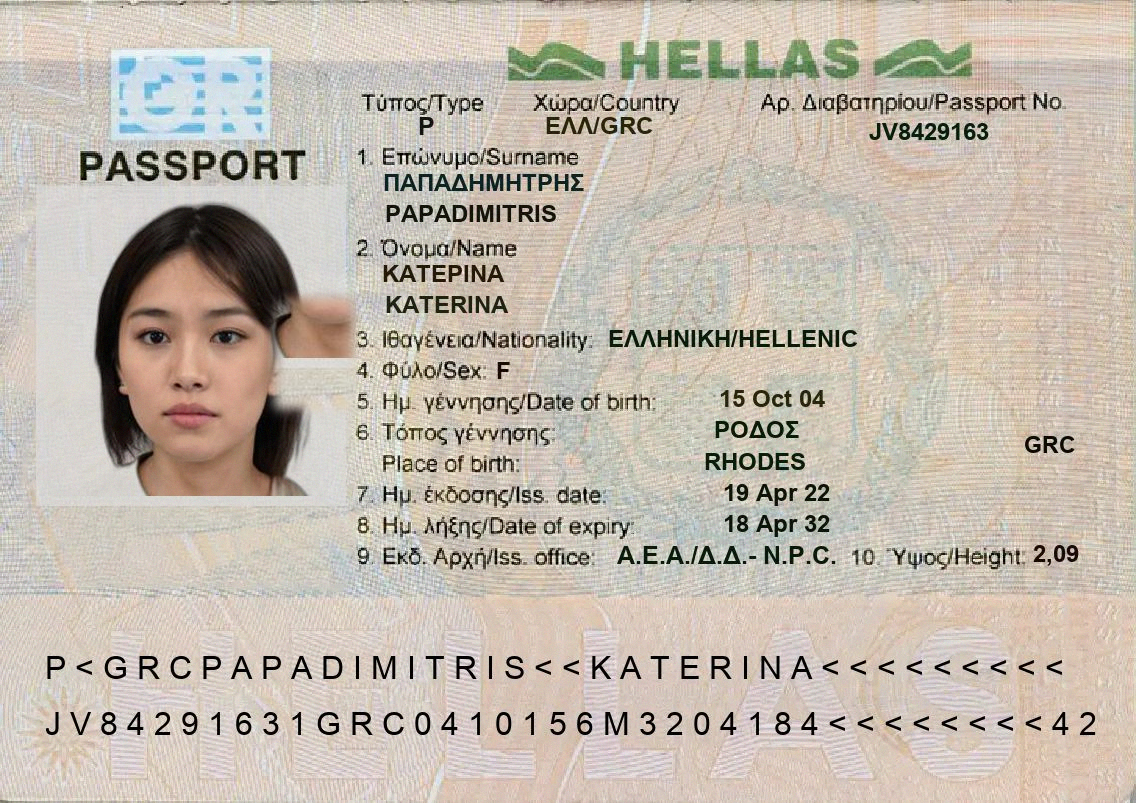 HELLAS
GR
PASSPORT
Τύπος/Type Χώρα/Country Αρ. Διαβατηρίου/Passport No.
P ΕΛΛ/GRC JV8429163
1. Επώνυμο/Surname
ΠΑΠΑΔΗΜΗΤΡΗΣ
PAPADIMITRIS
2. Όνομα/Name
ΚΑΤΕΡΙΝΑ
KATERINA
3. Ιθαγένεια/Nationality: ΕΛΛΗΝΙΚΗ/HELLENIC
4. Φύλο/Sex: F
5. Ημ. γέννησης/Date of birth: 15 Oct 04
6. Τόπος γέννησης: ΡΟΔΟΣ
GRC
Place of birth: RHODES
7. Ημ. έκδοσης/Iss. date: 19 Apr 22
8. Ημ. λήξης/Date of expiry: 18 Apr 32
9 Εκδ. Αρχή/Iss. office: Α.Ε.Α./Δ.Δ.- N.P.C. 10. Ύψος/Height: 2,09
HELLAS
P<GRCPAPADIMITRIS<<KATERINA<<<<<<<<<
JV84291631GRC0410156M3204184<<<<<<<<42